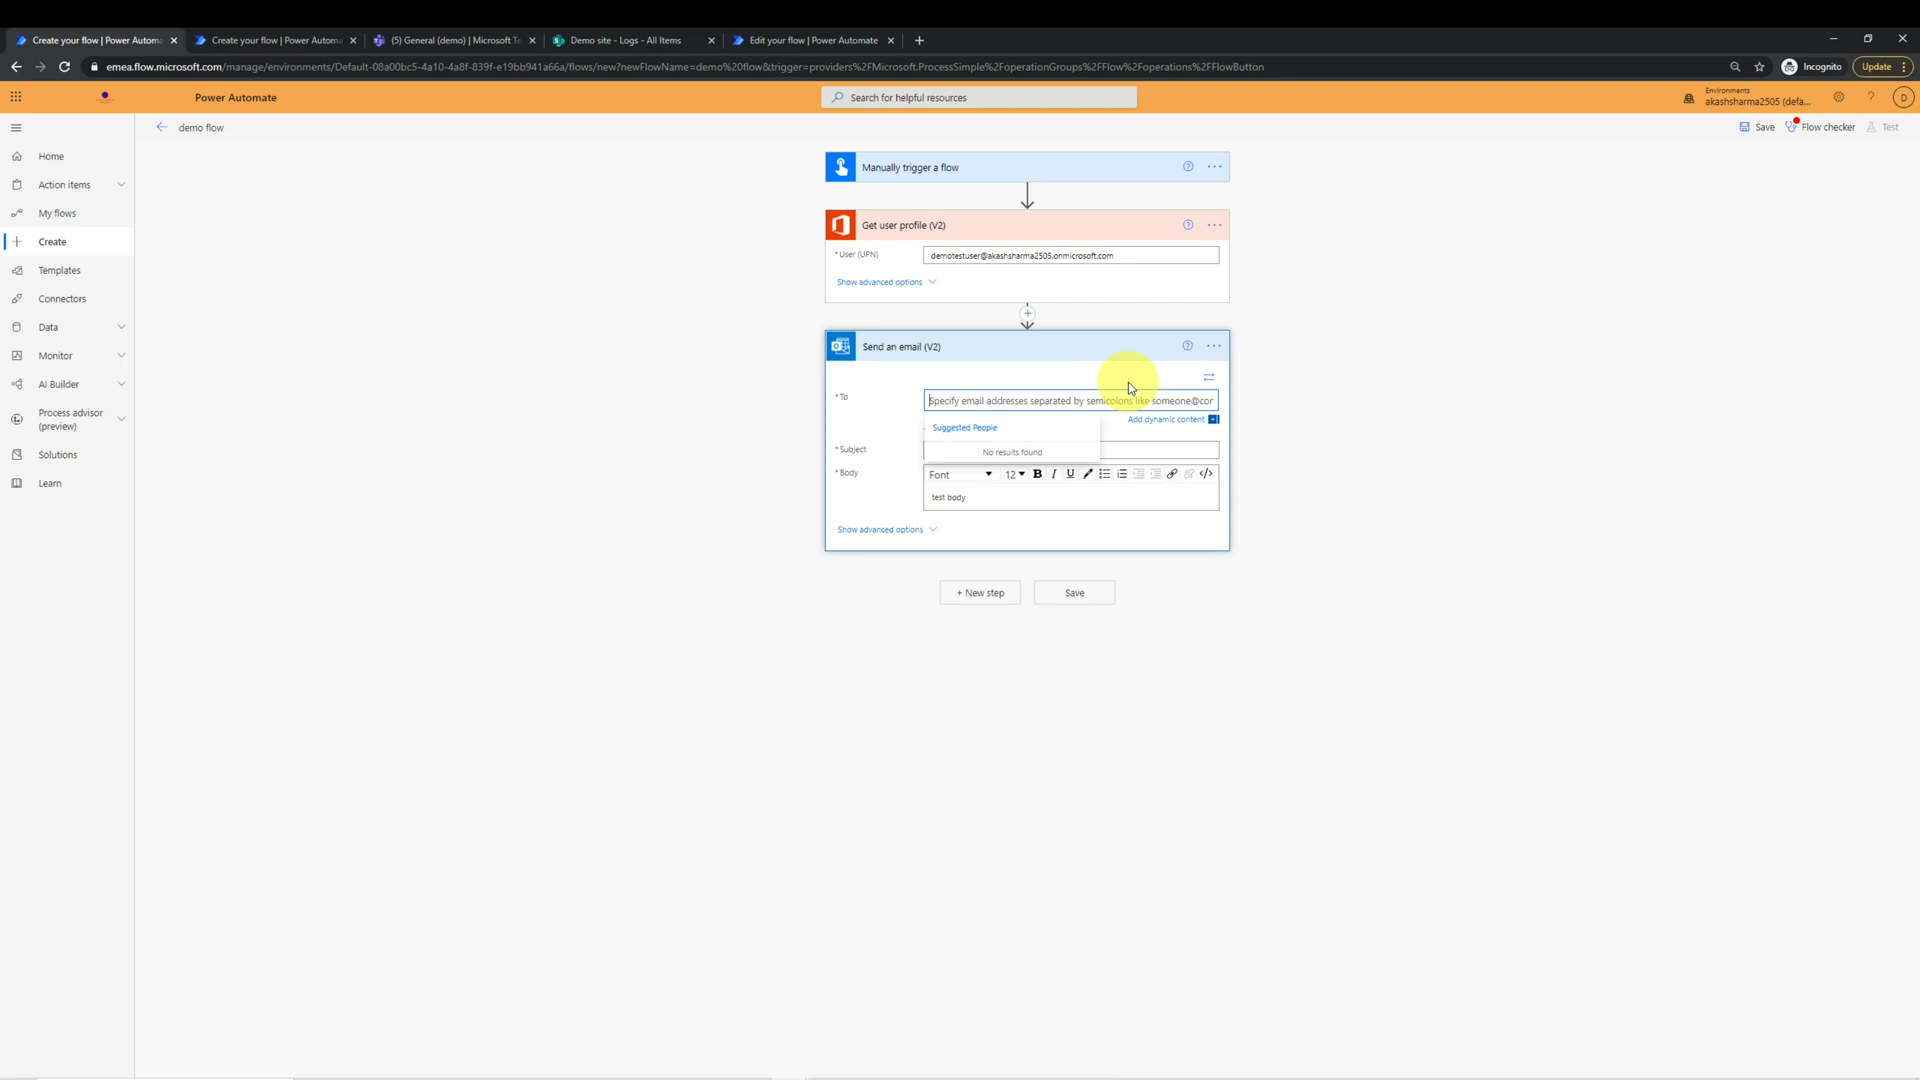 Create your flow | Power Automa
Create your flow | Power Automa
(5) General (demo) | Microsoft Te
Demo site - Logs - All Items
Edit your flow | Power Automate
emea.flow.microsoft.com/manage/environments/Default-08a00bc5-4a10-4a8f-839f-e19bb941a66a/flows/new?newFlowName=demo%20flow&trigger=providers%2FMicrosoft.ProcessSimple%2FoperationGroups%2FFlow%2Foperations%2FFlowButton
Incognito
Update
Power Automate
Search for helpful resources
Environments
akashsharma2505 (defa...
D
demo flow
Save
Flow checker
Test
Home
Action items
My flows
Create
Templates
Connectors
Data
Monitor
AI Builder
Process advisor
(preview)
Solutions
Learn
Manually trigger a flow
Get user profile (V2)
* User (UPN)
demotestuser@akashsharma2505.onmicrosoft.com
Show advanced options
Send an email (V2)
* To
Specify email addresses separated by semicolons like someone@cor
Add dynamic content
Suggested People
No results found
* Subject
* Body
Font
12
B
I
U
</>
test body
Show advanced options
+ New step
Save